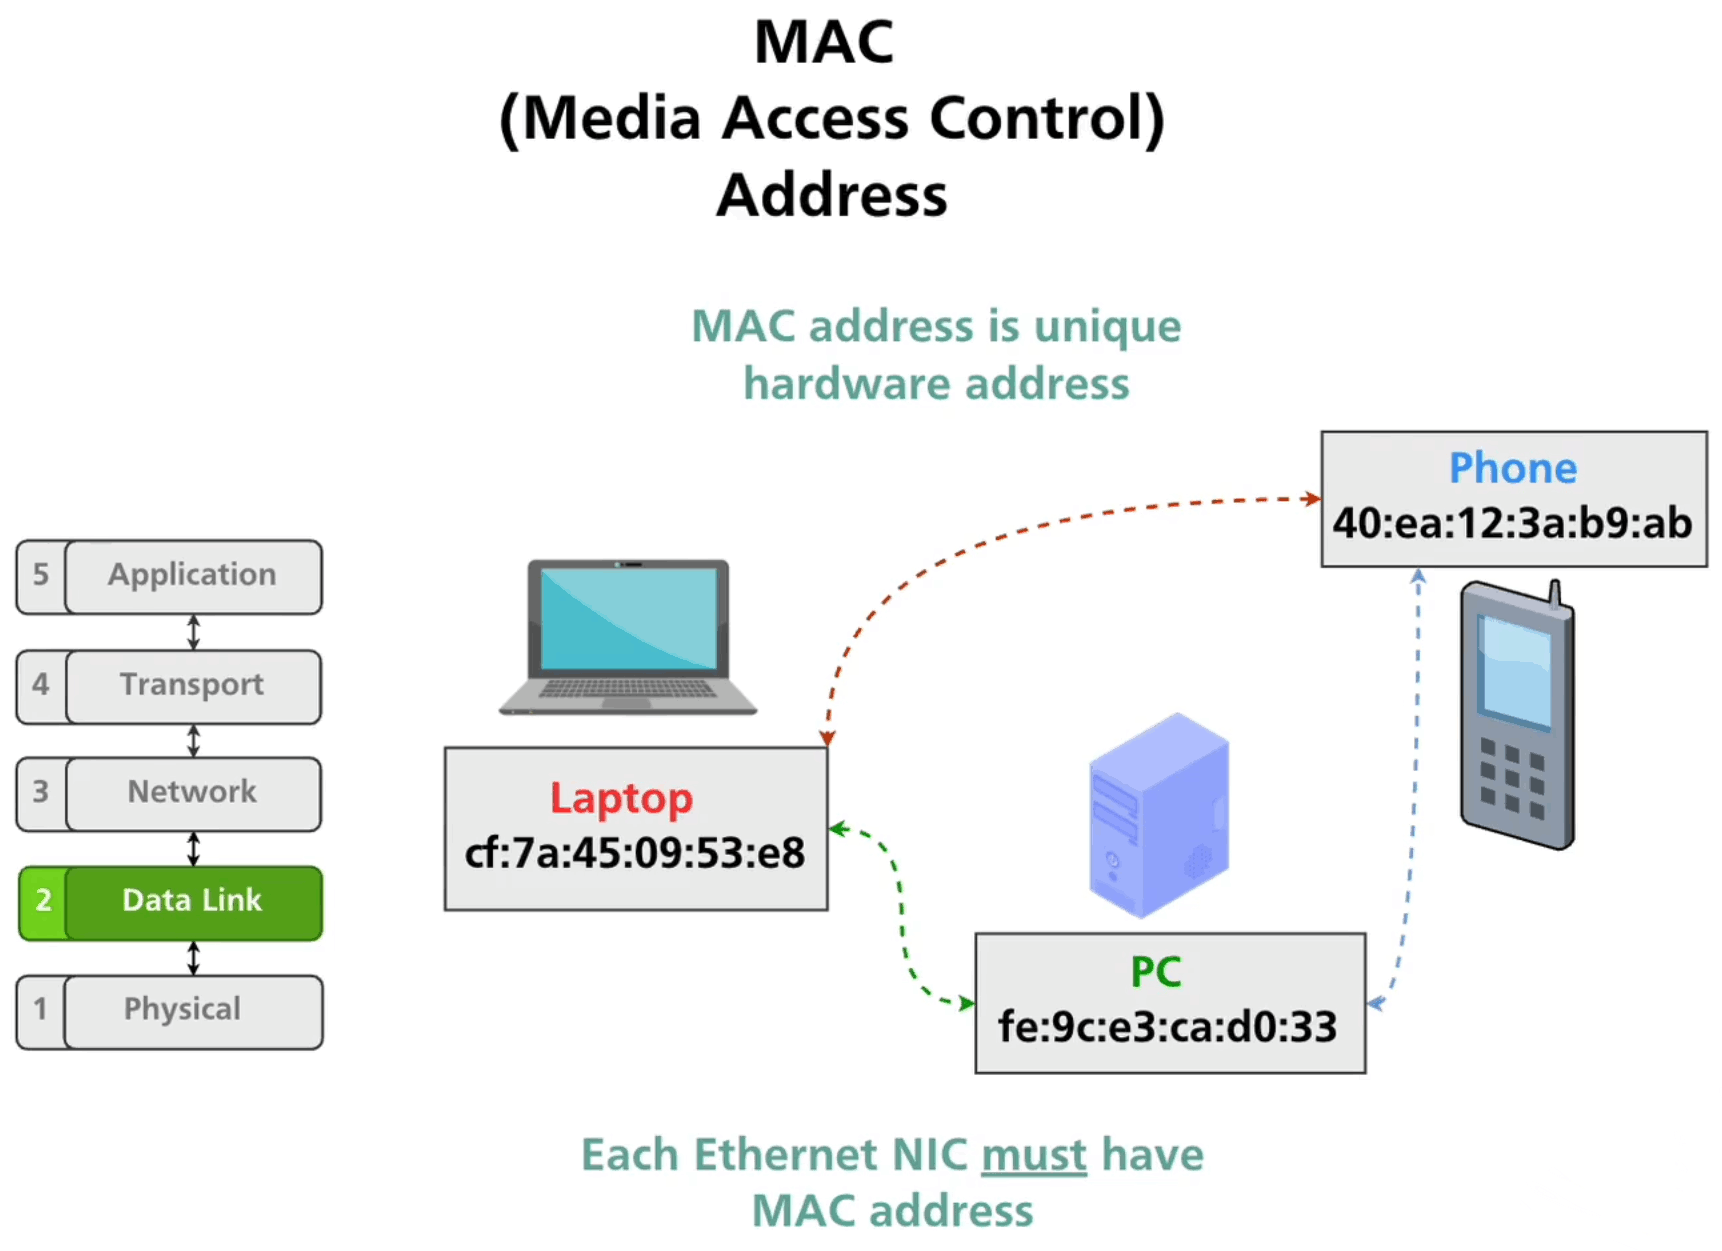 MAC
(Media Access Control)
Address
MAC address is unique
hardware address
Phone
40:ea:12:3a:b9:ab
5 Application
4 Transport
3 Network
2 Data Link
1 Physical
Laptop
cf:7a:45:09:53:e8
PC
fe:9c:e3:ca:d0:33
Each Ethernet NIC must have
MAC address